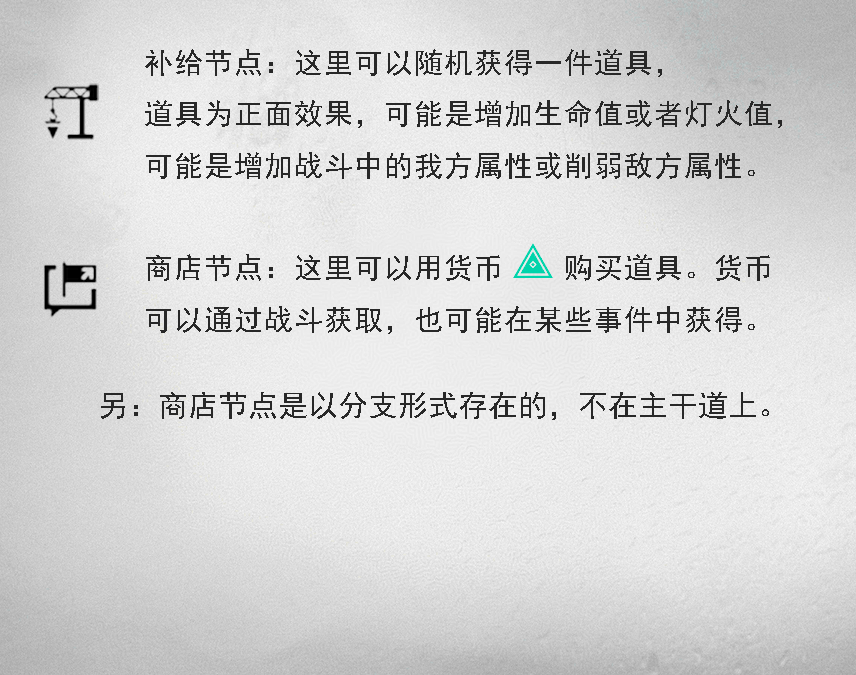 补给节点：这里可以随机获得一件道具，
道具为正面效果，可能是增加生命值或者灯火值，
可能是增加战斗中的我方属性或削弱敌方属性。
商店节点：这里可以用货币 购买道具。货币
可以通过战斗获取，也可能在某些事件中获得。
另：商店节点是以分支形式存在的，不在主干道上。